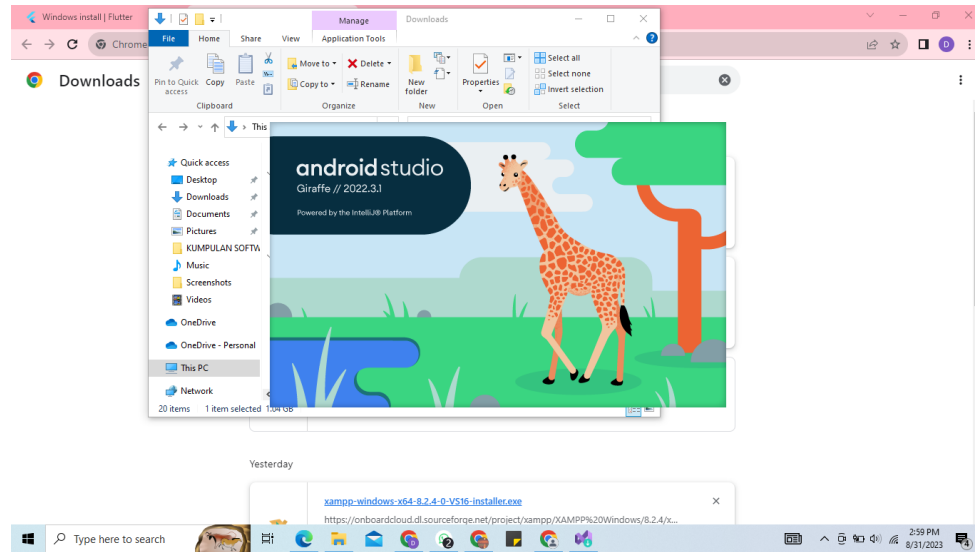 Windows install | Flutter
Manage
Downloads
File
Home
Share
View
Application Tools
Chrome
D
Downloads
Pin to Quick access
Copy
Paste
Move to
Copy to
Delete
Rename
New folder
Properties
Select all
Select none
Invert selection
Clipboard
Organize
New
Open
Select
This
android studio
Giraffe // 2022.3.1
Powered by the IntelliJ® Platform
Quick access
Desktop
Downloads
Documents
Pictures
KUMPULAN SOFTW
Music
Screenshots
Videos
OneDrive
OneDrive - Personal
This PC
Network
20 items
1 item selected 1.04 GB
Yesterday
xampp-windows-x64-8.2.4-0-VS16-installer.exe
https://onboardcloud.dl.sourceforge.net/project/xampp/XAMPP%20Windows/8.2.4/x...
Type here to search
2:59 PM
8/31/2023